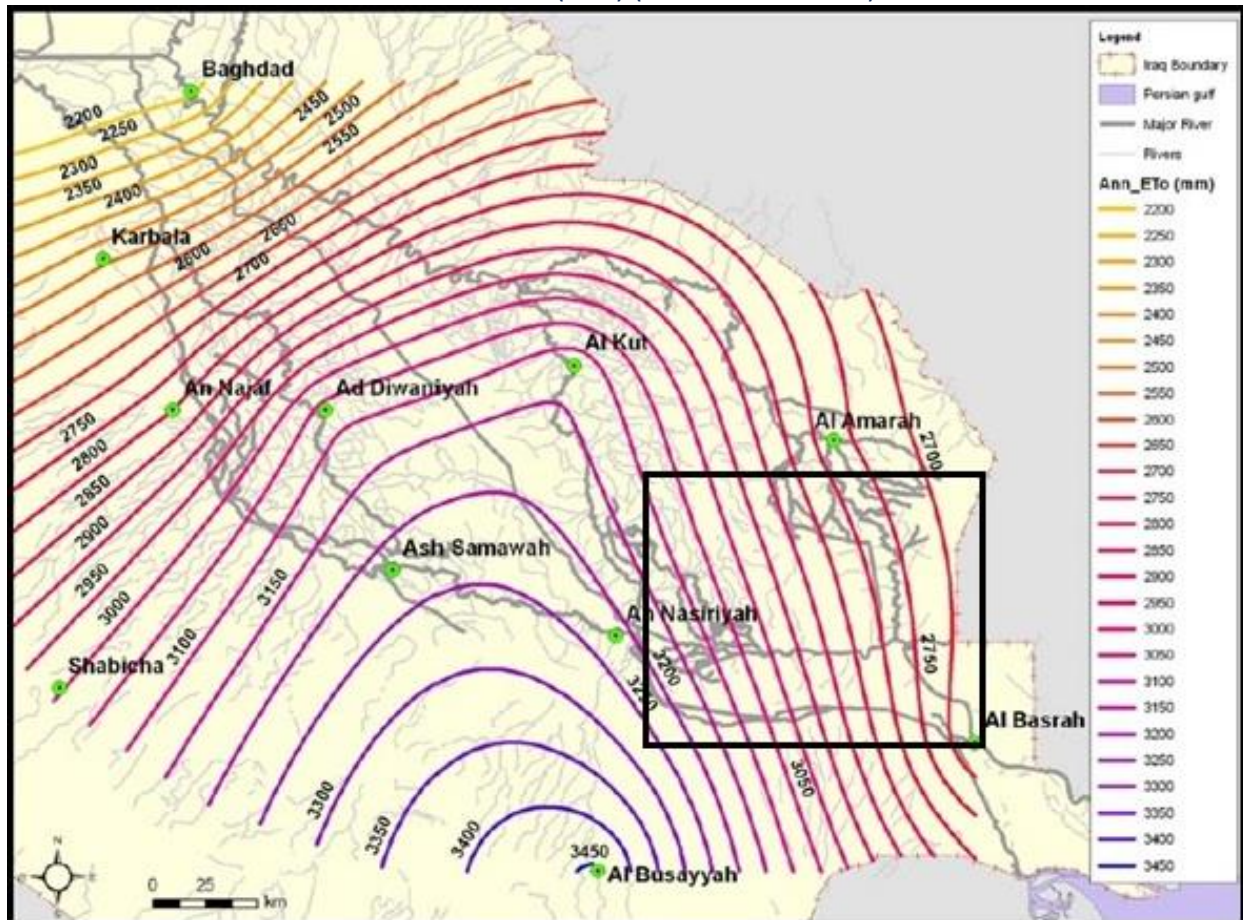 Baghdad
2200
2250
2300
2350
2400
2450
2500
2550
Karbala
2600
2650
2700
An Najaf
Ad Diwaniyah
Al Kut
Al Amarah
2700
2750
2800
2850
2900
2950
3000
3100
3150
Ash Samawah
An Nasiriyah
3200
2750
Shabicha
Al Basrah
3050
3300
3350
3400
3450
Al Busayyah
N
0 25
km
Legend
Iraq Boundary
Persian gulf
Major River
Rivers
Ann_ETo (mm)
2200
2250
2300
2350
2400
2450
2500
2550
2600
2650
2700
2750
2800
2850
2900
2950
3000
3050
3100
3150
3200
3250
3300
3350
3400
3450